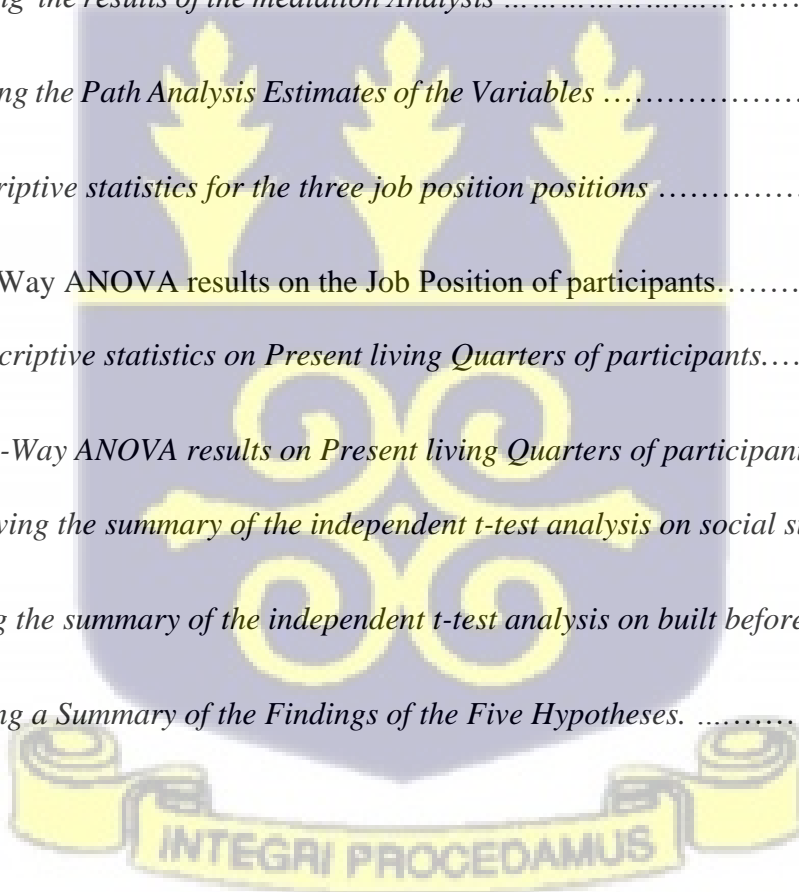 ng the results of the mediation Analysis ………………………
ng the Path Analysis Estimates of the Variables …………………
riptive statistics for the three job position positions ……………
Way ANOVA results on the Job Position of participants………
criptive statistics on Present living Quarters of participants……
-Way ANOVA results on Present living Quarters of participan
ving the summary of the independent t-test analysis on social s
g the summary of the independent t-test analysis on built before
ng a Summary of the Findings of the Five Hypotheses. …………
INTEGRI PROCEDAMUS